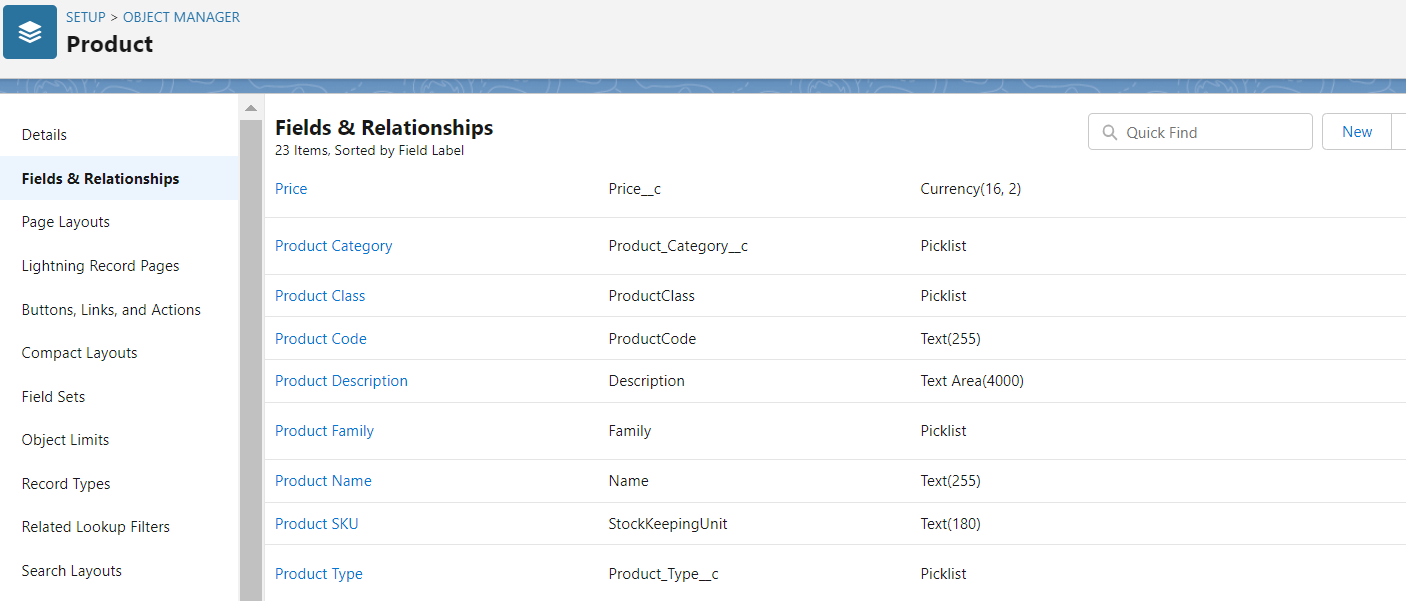 SETUP > OBJECT MANAGER
Product
Details
Fields & Relationships
Page Layouts
Lightning Record Pages
Buttons, Links, and Actions
Compact Layouts
Field Sets
Object Limits
Record Types
Related Lookup Filters
Search Layouts
Fields & Relationships
23 Items, Sorted by Field Label
Quick Find
New
Price Price__c Currency(16, 2)
Product Category Product_Category__c Picklist
Product Class ProductClass Picklist
Product Code ProductCode Text(255)
Product Description Description Text Area(4000)
Product Family Family Picklist
Product Name Name Text(255)
Product SKU StockKeepingUnit Text(180)
Product Type Product_Type__c Picklist